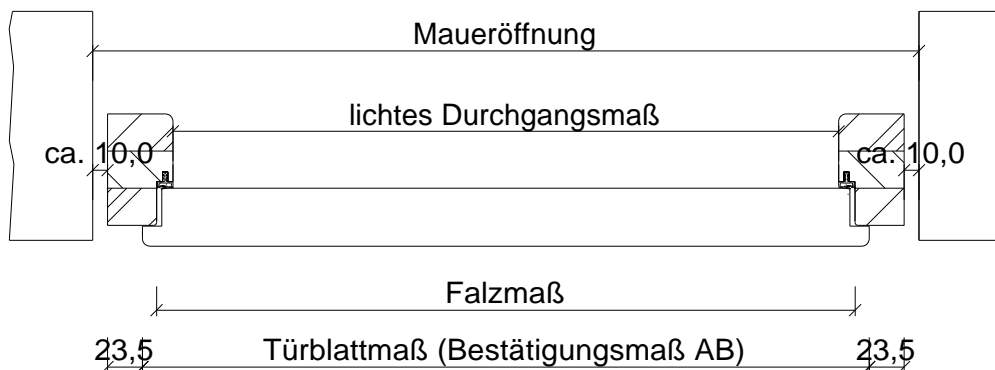 Maueröffnung
lichtes Durchgangsmaß
ca. 10,0
ca. 10,0
Falzmaß
23,5
Türblattmaß (Bestätigungsmaß AB)
23,5